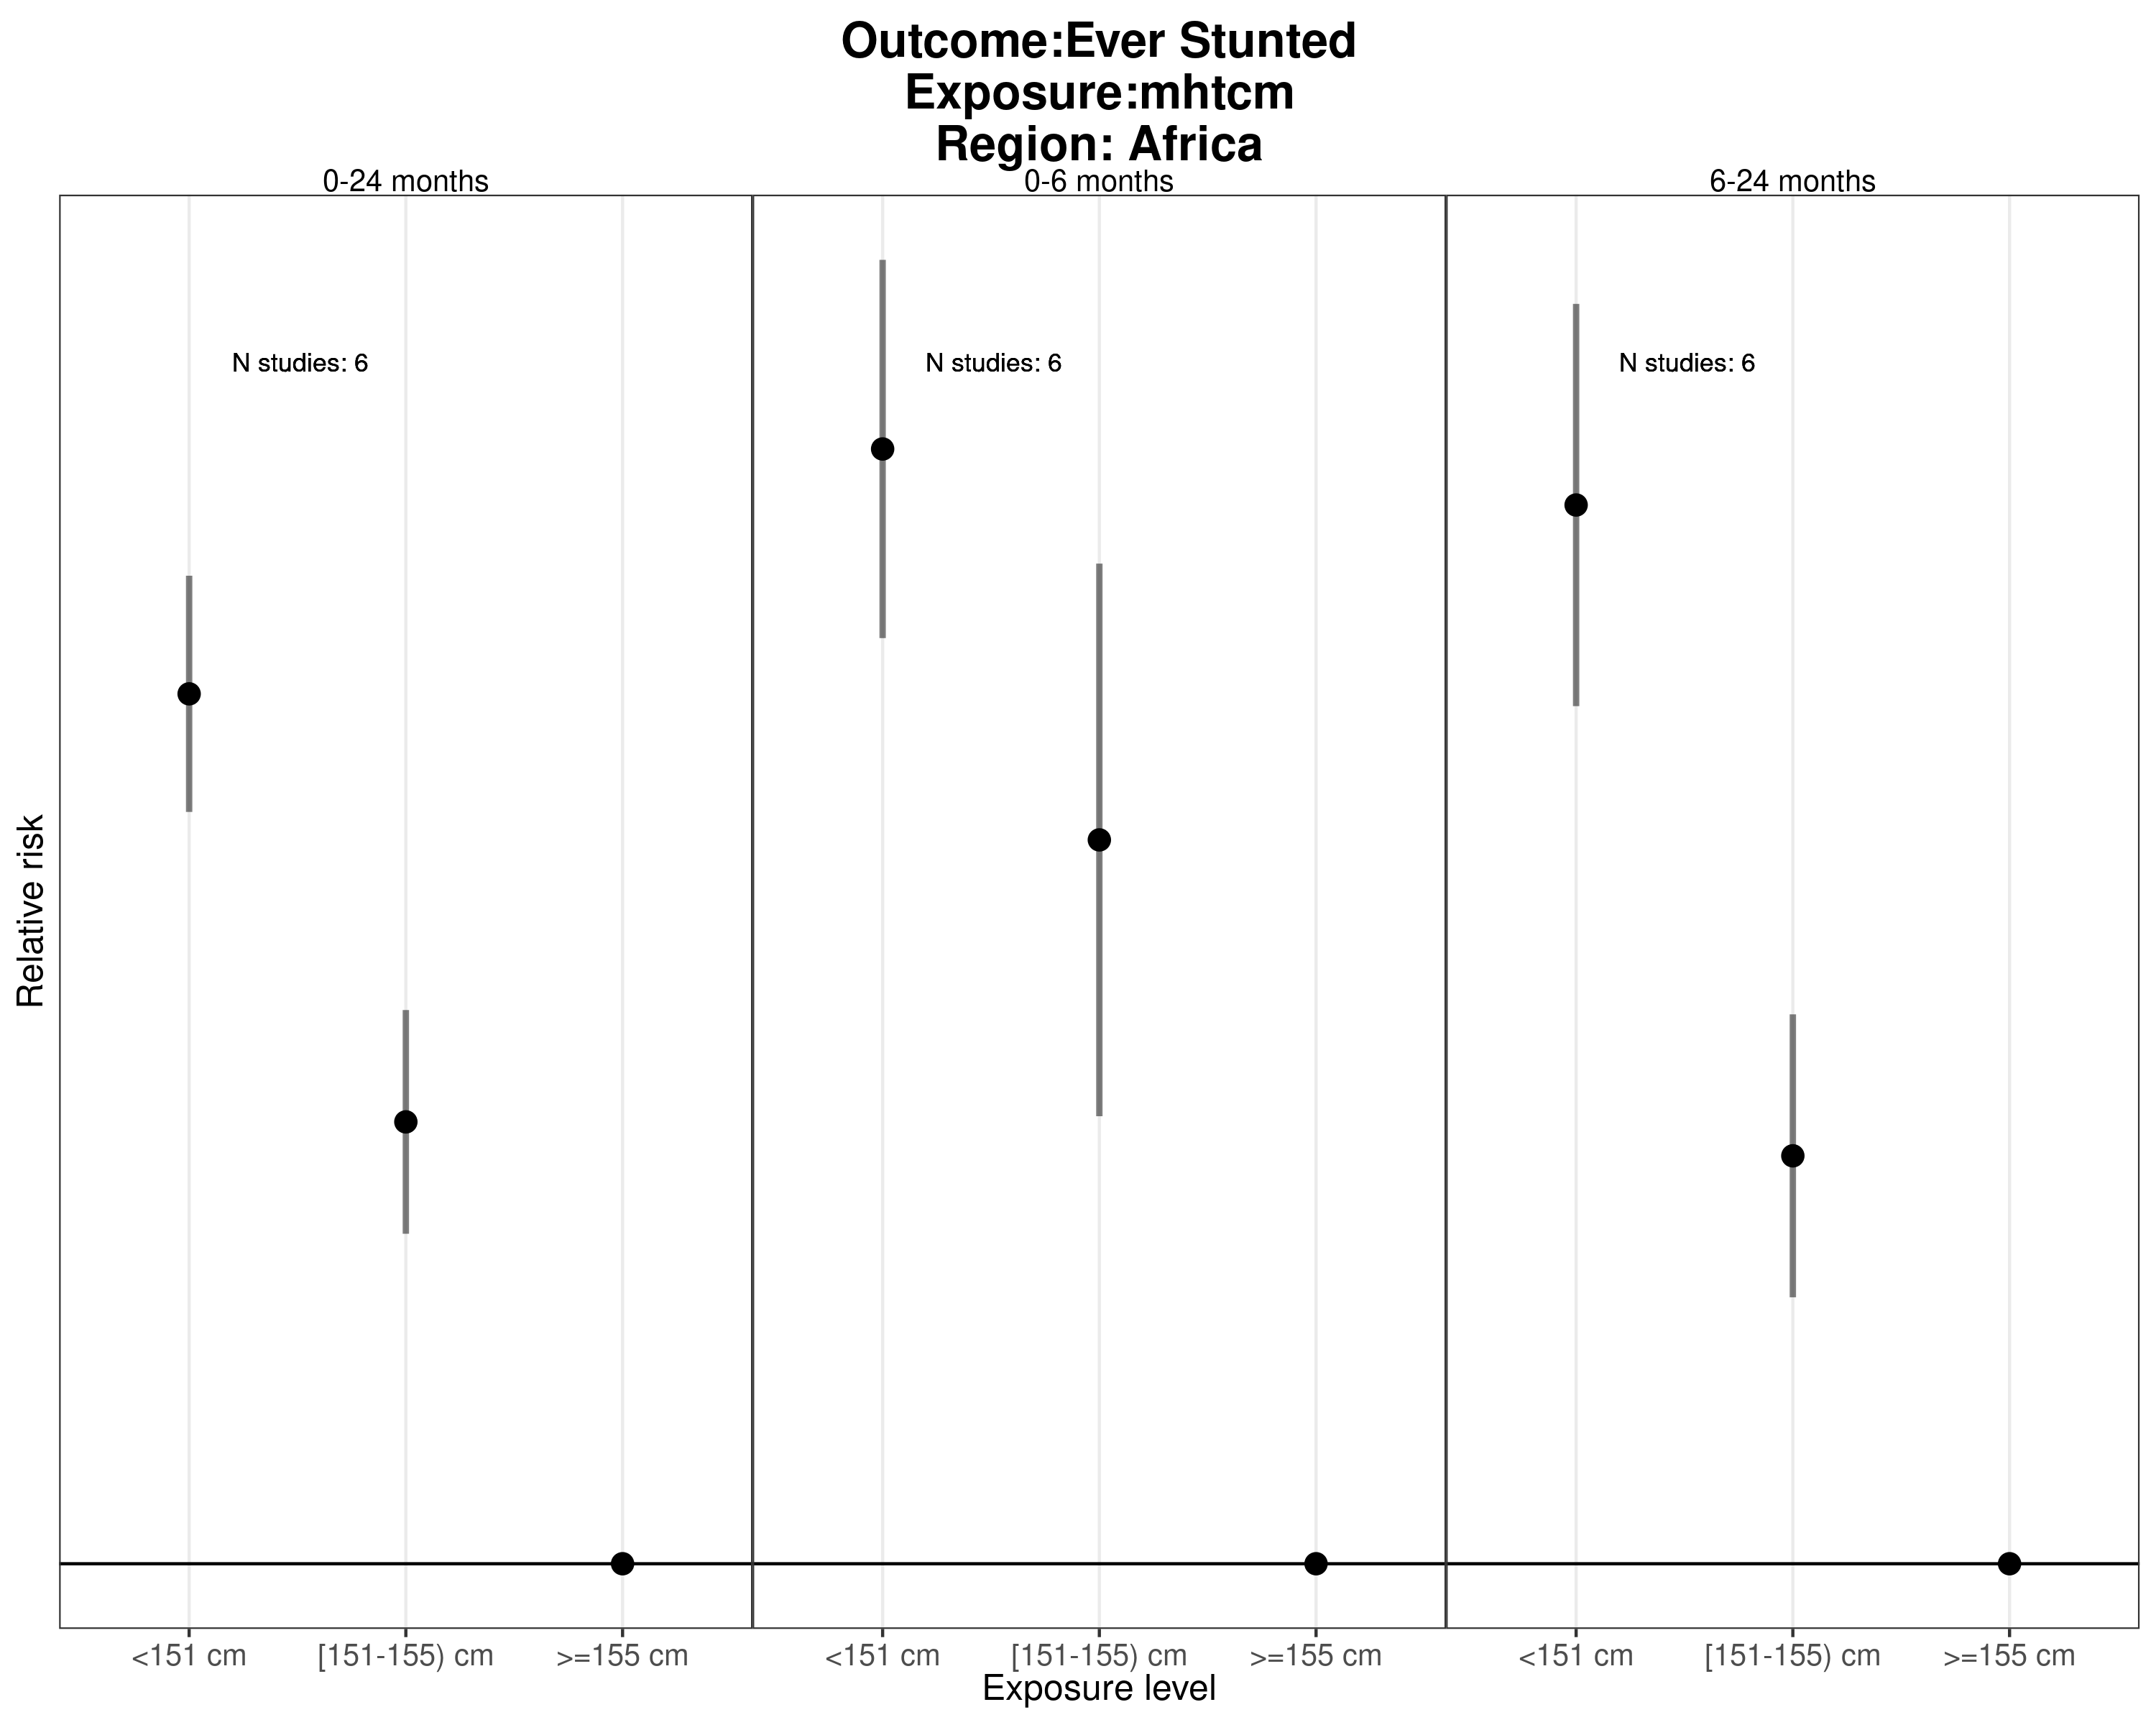 Outcome:Ever Stunted
Exposure:mhtcm
Region: Africa
0-24 months
0-6 months
6-24 months
N studies: 6
N studies: 6
N studies: 6
Relative risk
<151 cm
[151-155) cm
>=155 cm
<151 cm
[151-155) cm
>=155 cm
<151 cm
[151-155) cm
>=155 cm
Exposure level